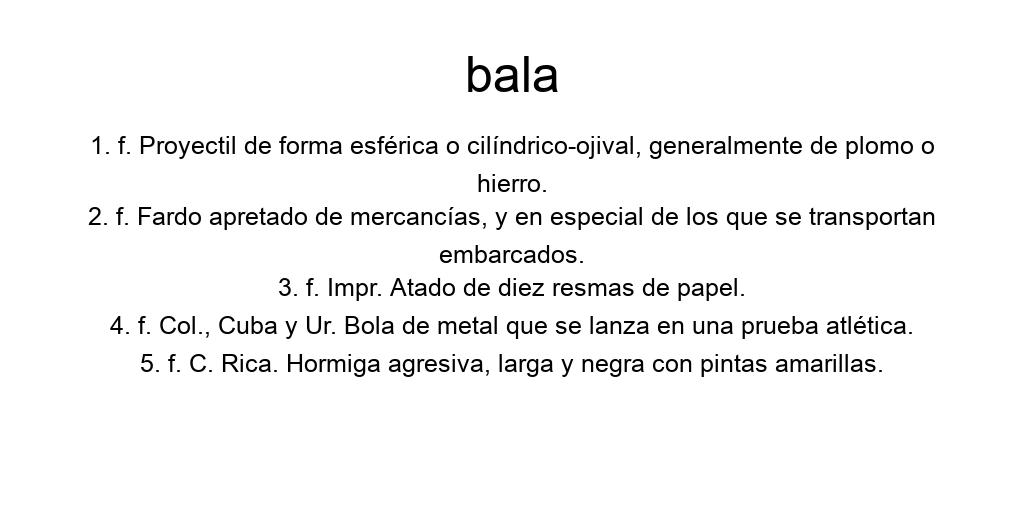 bala
1. f. Proyectil de forma esférica o cilíndrico-ojival, generalmente de plomo o
hierro.
2. f. Fardo apretado de mercancías, y en especial de los que se transportan
embarcados.
3. f. Impr. Atado de diez resmas de papel.
4. f. Col., Cuba y Ur. Bola de metal que se lanza en una prueba atlética.
5. f. C. Rica. Hormiga agresiva, larga y negra con pintas amarillas.